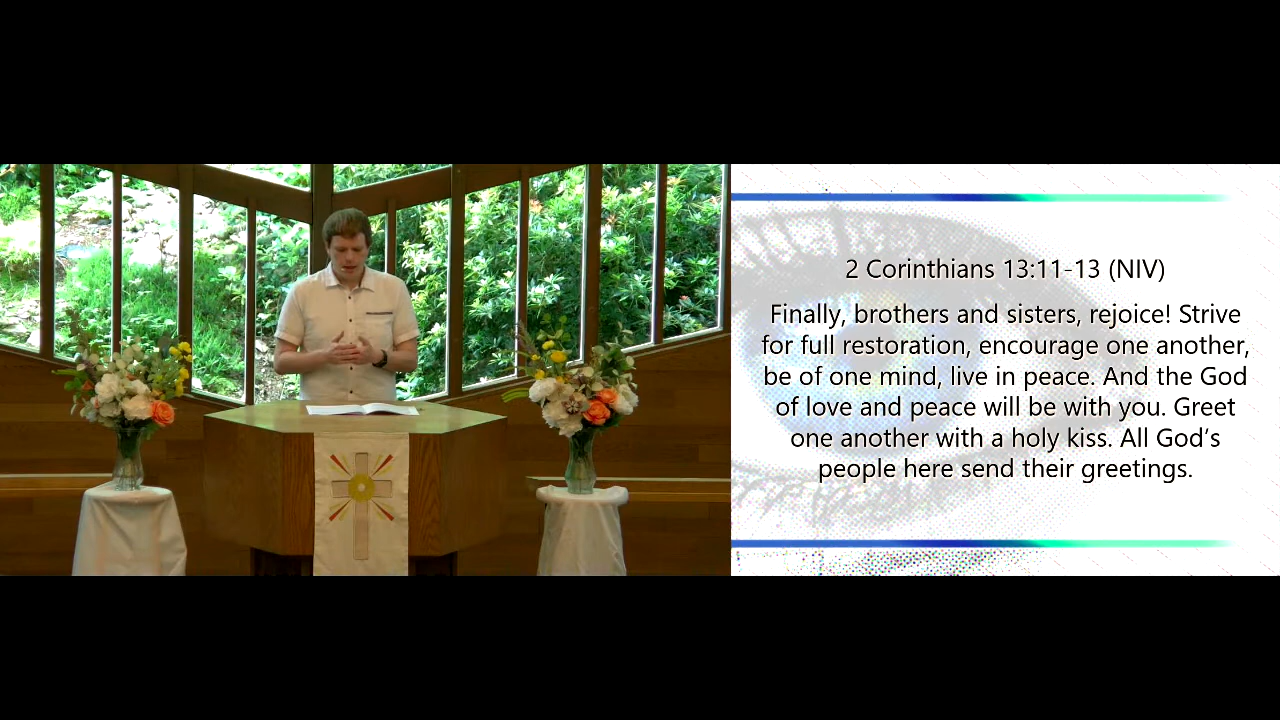 2 Corinthians 13:11-13 (NIV)
Finally, brothers and sisters, rejoice! Strive
for full restoration, encourage one another,
be of one mind, live in peace. And the God
of love and peace will be with you. Greet
one another with a holy kiss. All God’s
people here send their greetings.